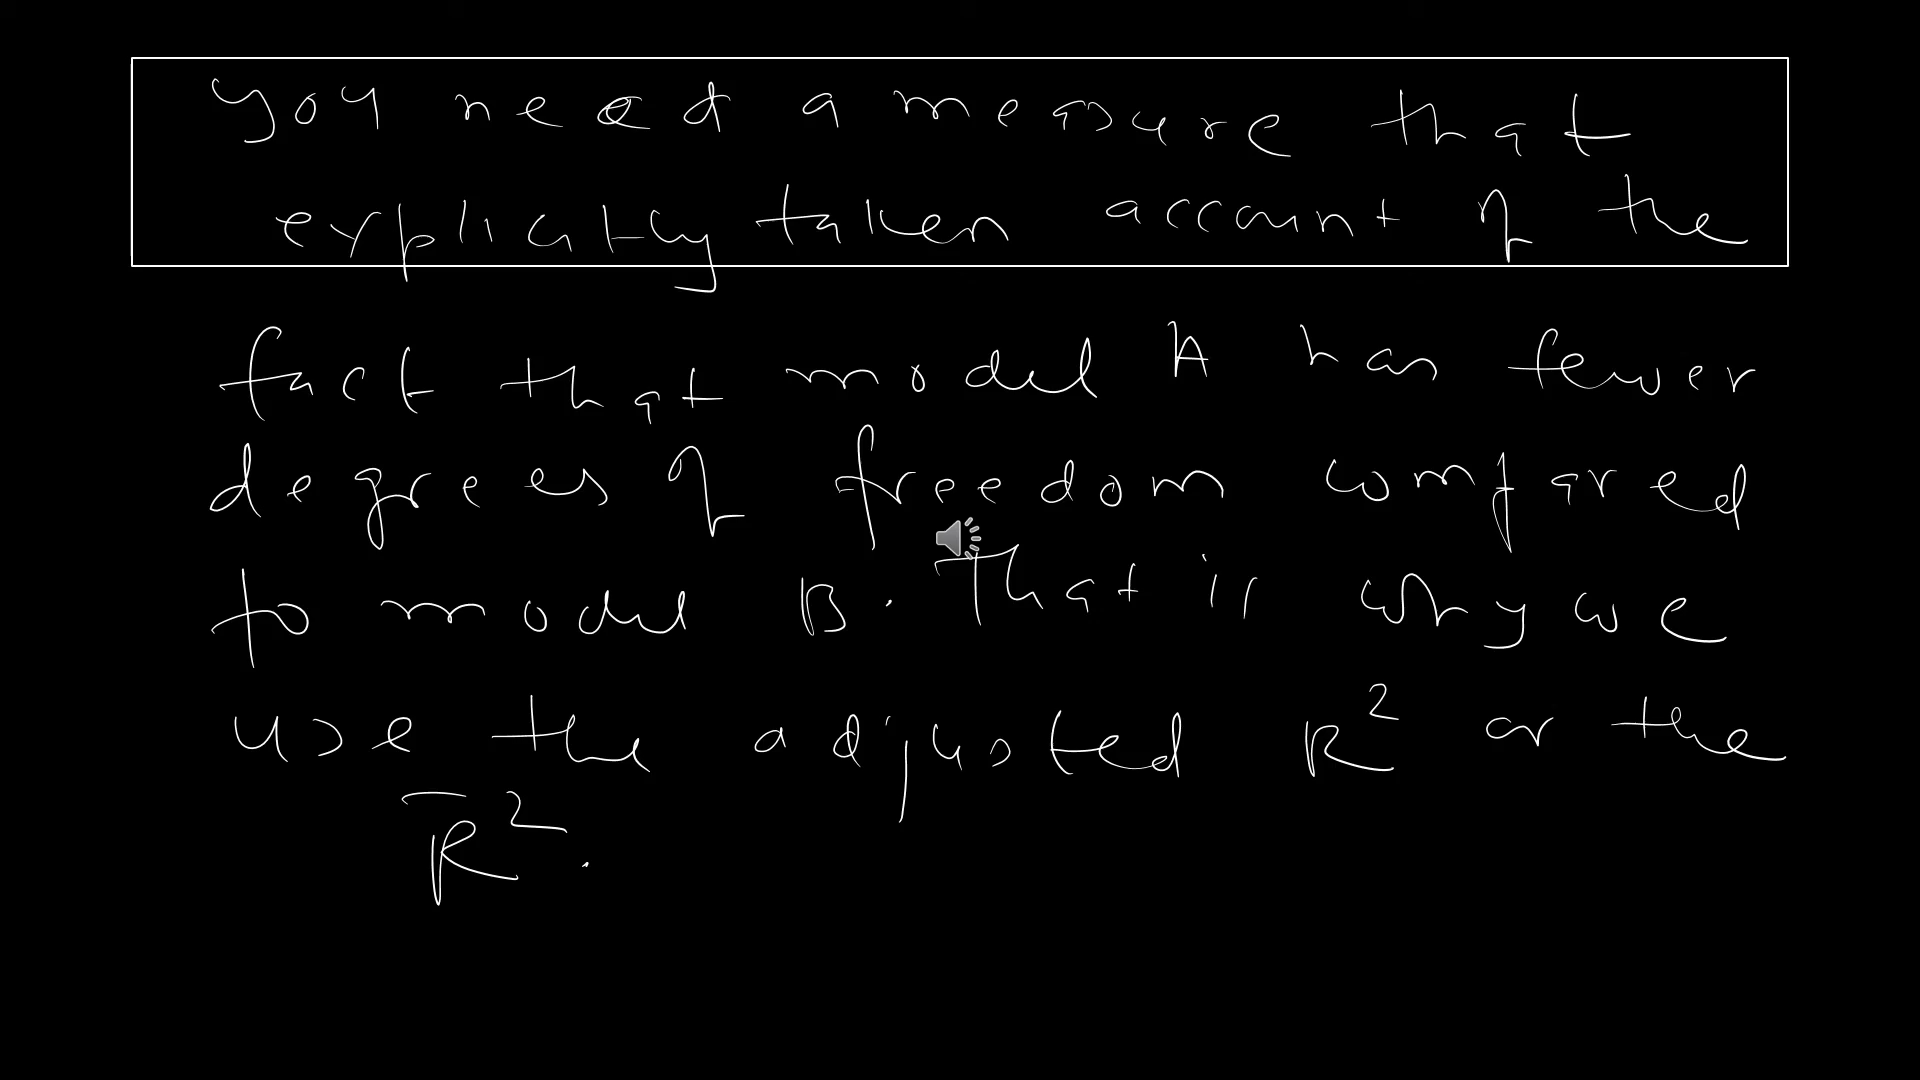 you need a measure that
explicitly taken account of the
fact that model A has fewer
degrees of freedom compared
to model B. That is why we
use the adjusted R² or the
R̅².